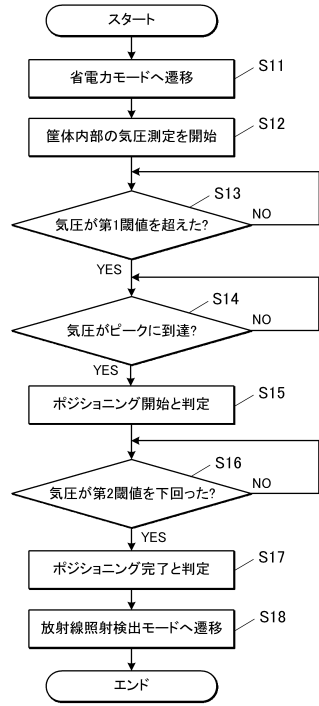 スタート
省電力モードへ遷移
S11
筐体内部の気圧測定を開始
S12
気圧が第1閾値を超えた?
S13
NO
YES
気圧がピークに到達?
S14
NO
YES
ポジショニング開始と判定
S15
気圧が第2閾値を下回った?
S16
NO
YES
ポジショニング完了と判定
S17
放射線照射検出モードへ遷移
S18
エンド